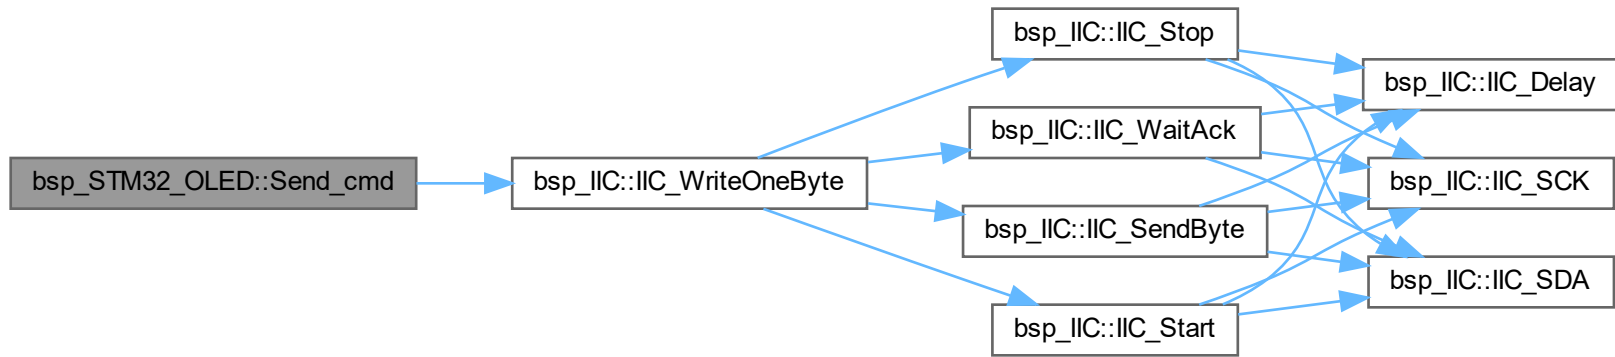 bsp_STM32_OLED::Send_cmd
bsp_IIC::IIC_WriteOneByte
bsp_IIC::IIC_Stop
bsp_IIC::IIC_WaitAck
bsp_IIC::IIC_SendByte
bsp_IIC::IIC_Start
bsp_IIC::IIC_Delay
bsp_IIC::IIC_SCK
bsp_IIC::IIC_SDA